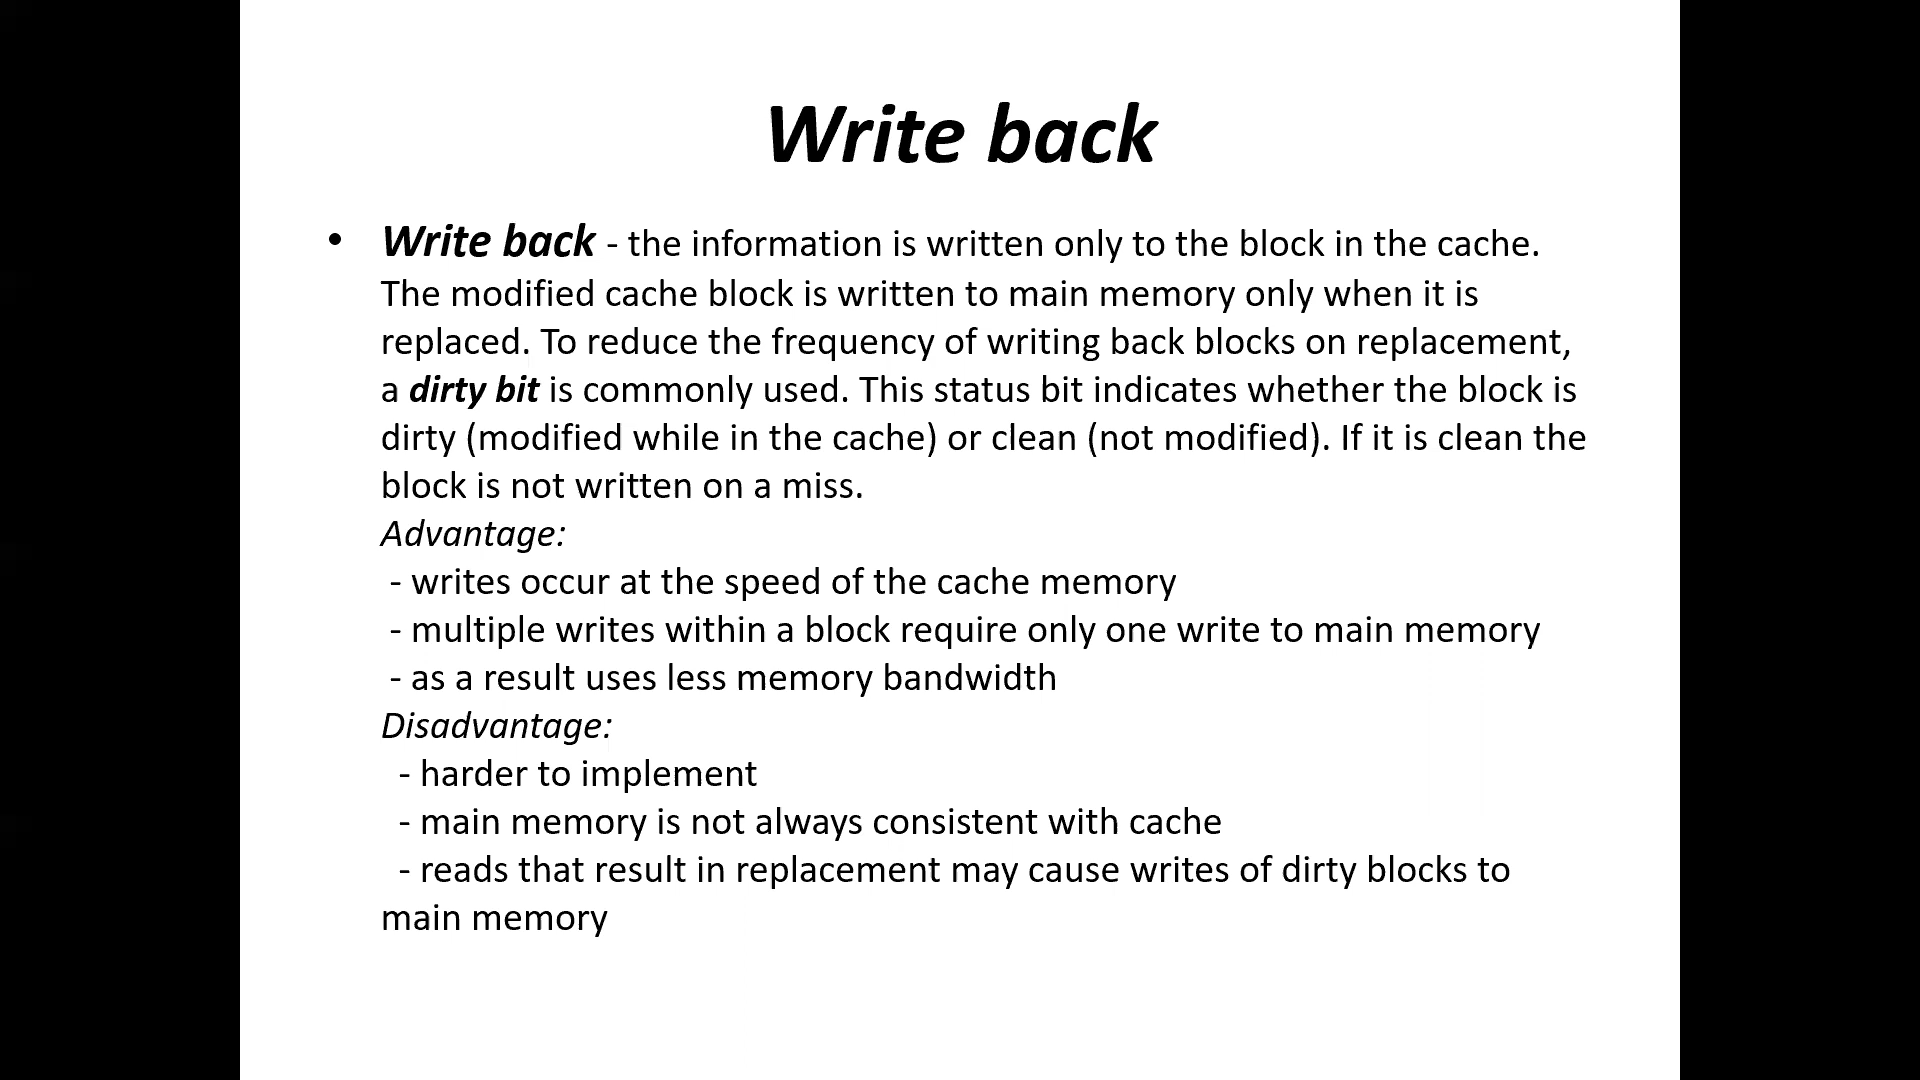 Write back
• Write back - the information is written only to the block in the cache.
The modified cache block is written to main memory only when it is
replaced. To reduce the frequency of writing back blocks on replacement,
a dirty bit is commonly used. This status bit indicates whether the block is
dirty (modified while in the cache) or clean (not modified). If it is clean the
block is not written on a miss.
Advantage:
- writes occur at the speed of the cache memory
- multiple writes within a block require only one write to main memory
- as a result uses less memory bandwidth
Disadvantage:
- harder to implement
- main memory is not always consistent with cache
- reads that result in replacement may cause writes of dirty blocks to
main memory